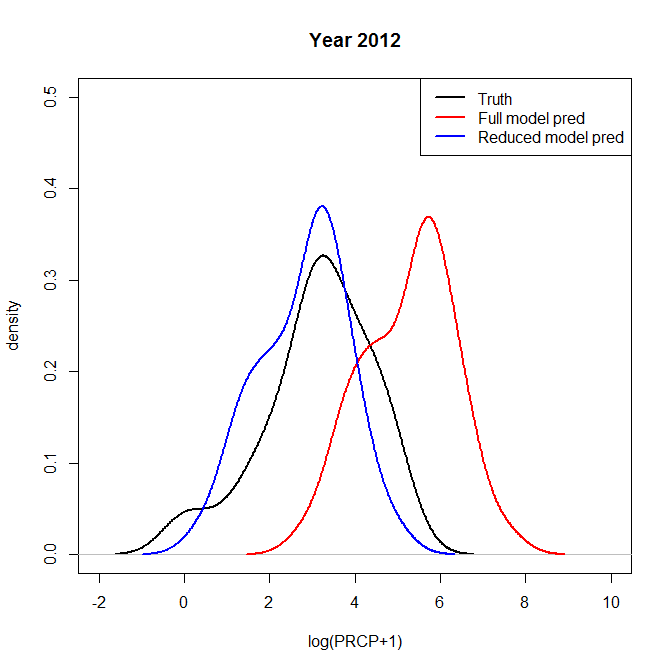 Year 2012
Truth
Full model pred
Reduced model pred
density
0.5
0.4
0.3
0.2
0.1
0.0
-2 0 2 4 6 8 10
log(PRCP+1)